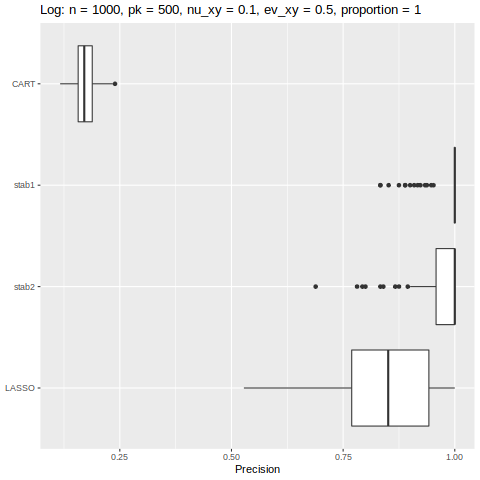 Log: n = 1000, pk = 500, nu_xy = 0.1, ev_xy = 0.5, proportion = 1
CART
stab1
stab2
LASSO
0.25 0.50 0.75 1.00
Precision